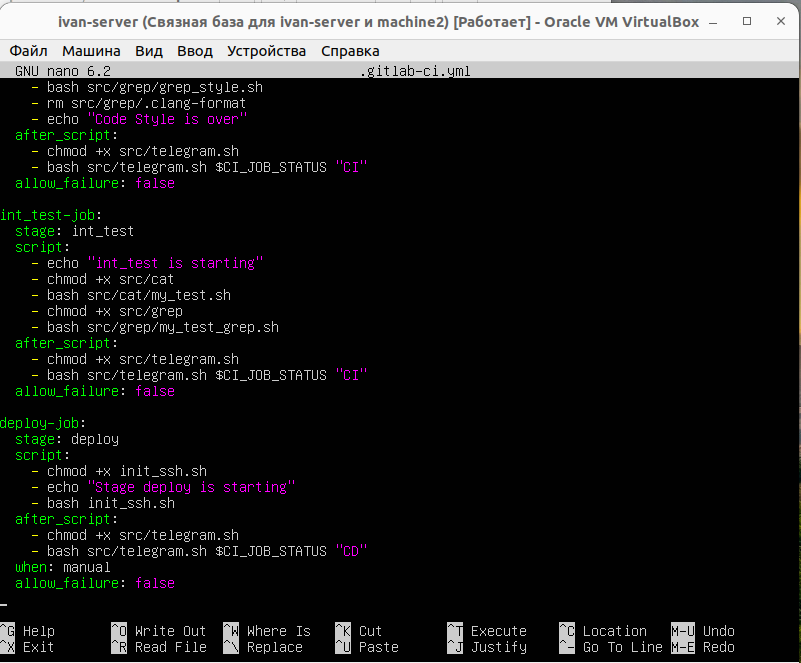 ivan-server (Связная база для ivan-server и machine2) [Работает] - Oracle VM VirtualBox
Файл Машина Вид Ввод Устройства Справка
GNU nano 6.2 .gitlab-ci.yml
- bash src/grep/grep_style.sh
- rm src/grep/.clang-format
- echo "Code Style is over"
after_script:
- chmod +x src/telegram.sh
- bash src/telegram.sh $CI_JOB_STATUS "CI"
allow_failure: false
int_test-job:
stage: int_test
script:
- echo "int_test is starting"
- chmod +x src/cat
- bash src/cat/my_test.sh
- chmod +x src/grep
- bash src/grep/my_test_grep.sh
after_script:
- chmod +x src/telegram.sh
- bash src/telegram.sh $CI_JOB_STATUS "CI"
allow_failure: false
deploy-job:
stage: deploy
script:
- chmod +x init_ssh.sh
- echo "Stage deploy is starting"
- bash init_ssh.sh
after_script:
- chmod +x src/telegram.sh
- bash src/telegram.sh $CI_JOB_STATUS "CD"
when: manual
allow_failure: false
^G Help ^O Write Out ^W Where Is ^K Cut ^T Execute ^C Location M-U Undo
^X Exit ^R Read File ^\ Replace ^U Paste ^J Justify ^_ Go To Line M-E Redo